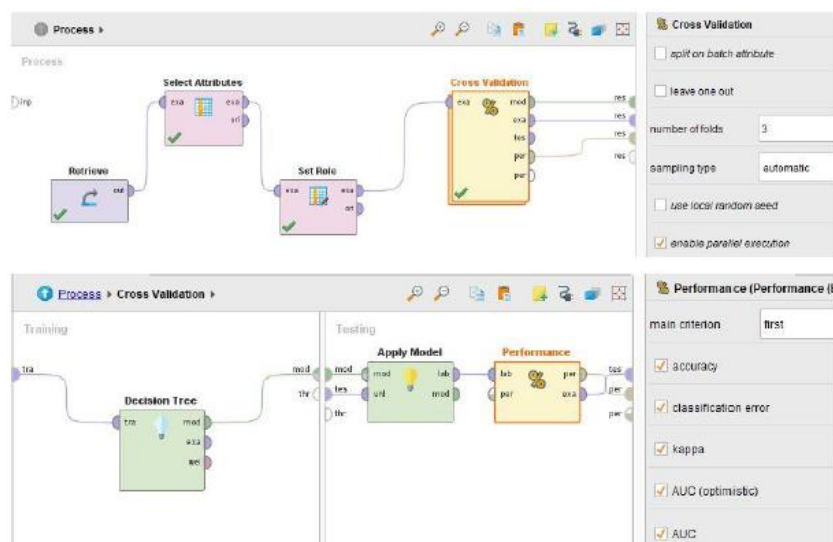 Process
Process
inp
Retrieve
out
Select Attributes
exa
exa
ori
Set Role
exa
exa
ori
Cross Validation
exa
mod
exa
tes
per
per
res
res
res
res
Cross Validation
split on batch attribute
leave one out
number of folds
3
sampling type
automatic
use local random seed
enable parallel execution
Process
Cross Validation
Training
tra
Decision Tree
tra
mod
exa
wei
mod
thr
Testing
mod
tes
thr
Apply Model
mod
unl
lab
mod
Performance
lab
per
per
exa
tes
per
per
Performance (Performance (
main criterion
first
accuracy
classification error
kappa
AUC (optimistic)
AUC